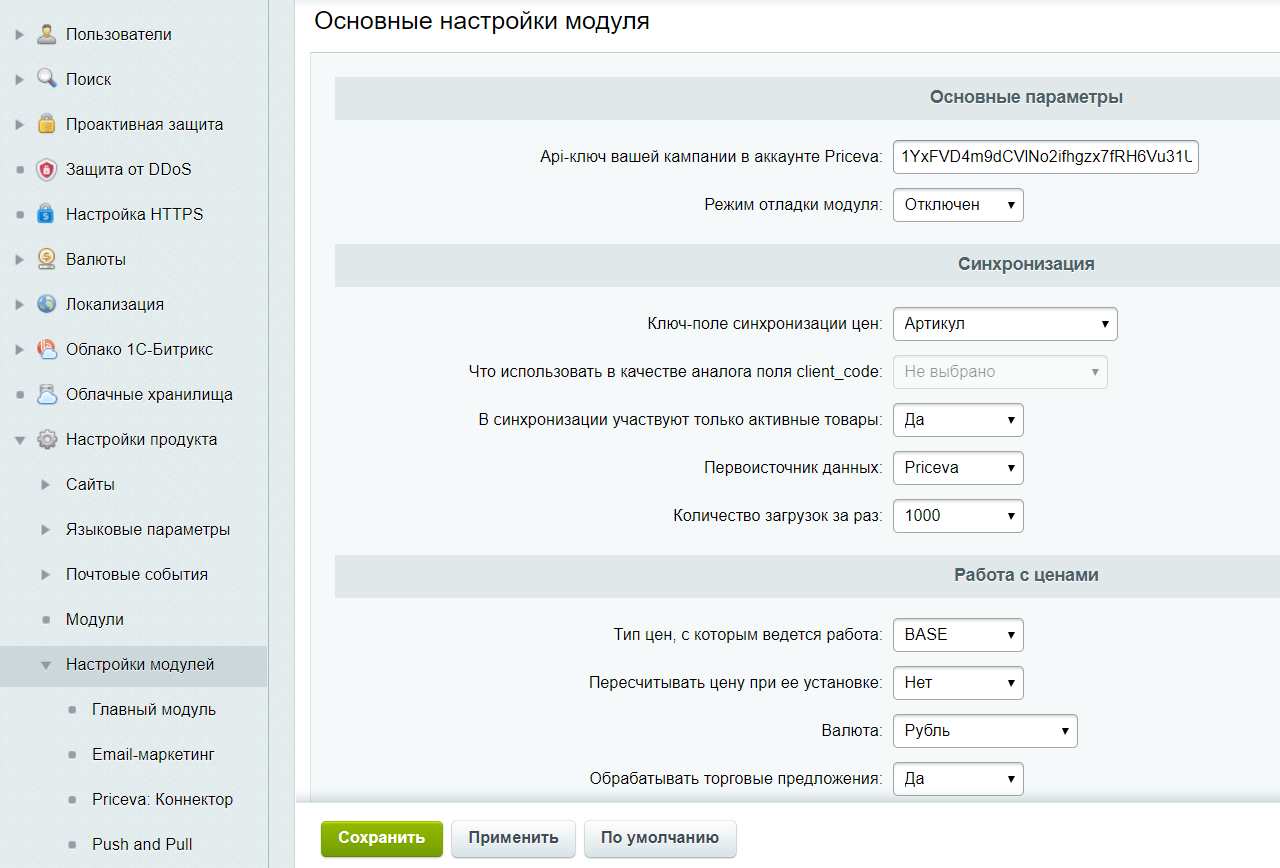 Пользователи
Поиск
Проактивная защита
Защита от DDoS
Настройка HTTPS
Валюты
Локализация
Облако 1С-Битрикс
Облачные хранилища
Настройки продукта
Сайты
Языковые параметры
Почтовые события
Модули
Настройки модулей
Главный модуль
Email-маркетинг
Priceva: Коннектор
Push and Pull
Основные настройки модуля
Основные параметры
Api-ключ вашей кампании в аккаунте Priceva: 1YxFVD4m9dCVlNo2ifhgzx7fRH6Vu31U
Режим отладки модуля: Отключен
Синхронизация
Ключ-поле синхронизации цен: Артикул
Что использовать в качестве аналога поля client_code: Не выбрано
В синхронизации участвуют только активные товары: Да
Первоисточник данных: Priceva
Количество загрузок за раз: 1000
Работа с ценами
Тип цен, с которым ведется работа: BASE
Пересчитывать цену при ее установке: Нет
Валюта: Рубль
Обрабатывать торговые предложения: Да
Сохранить Применить По умолчанию